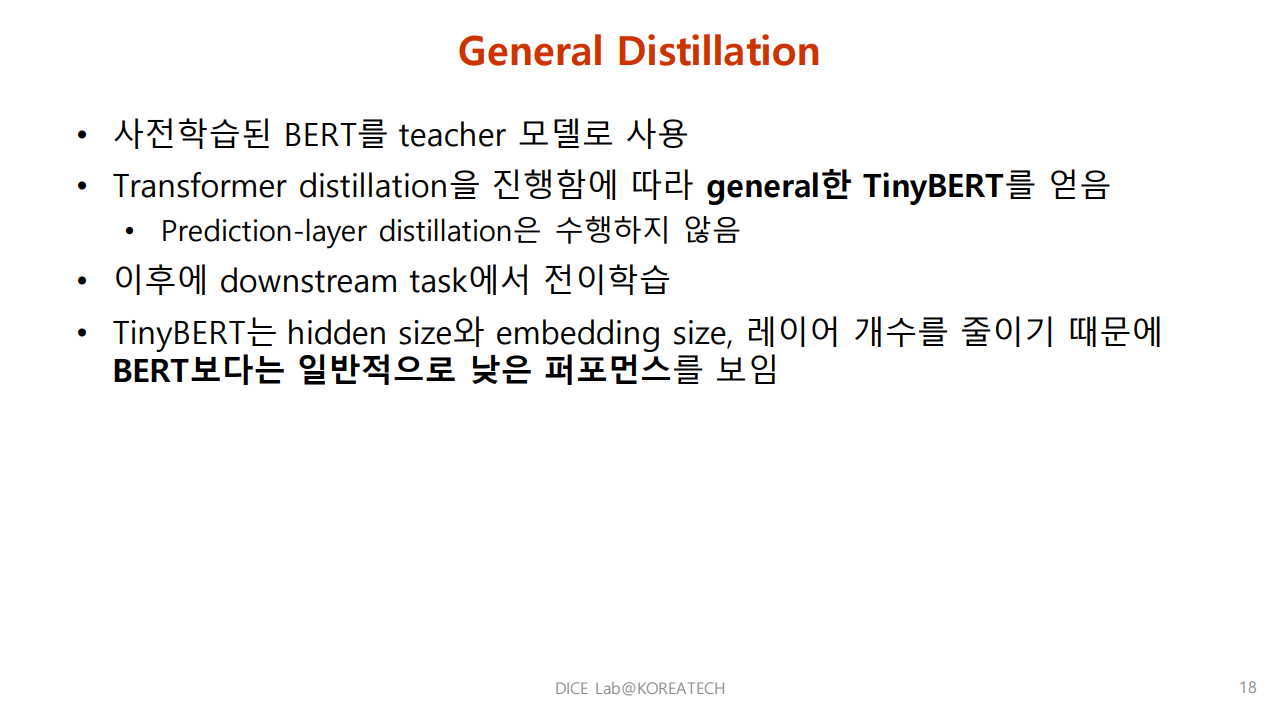 General Distillation
• 사전학습된 BERT를 teacher 모델로 사용
• Transformer distillation을 진행함에 따라 general한 TinyBERT를 얻음
• Prediction-layer distillation은 수행하지 않음
• 이후에 downstream task에서 전이학습
• TinyBERT는 hidden size와 embedding size, 레이어 개수를 줄이기 때문에
BERT보다는 일반적으로 낮은 퍼포먼스를 보임
DICE Lab@KOREATECH
18